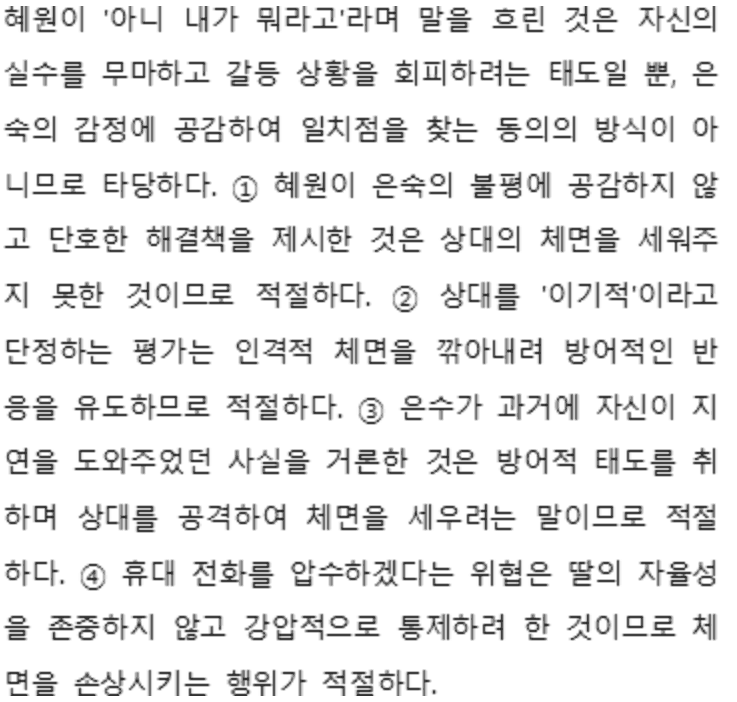 혜원이 '아니 내가 뭐라고'라며 말을 흐린 것은 자신의
실수를 무마하고 갈등 상황을 회피하려는 태도일 뿐, 은
숙의 감정에 공감하여 일치점을 찾는 동의의 방식이 아
니므로 타당하다. ① 혜원이 은숙의 불평에 공감하지 않
고 단호한 해결책을 제시한 것은 상대의 체면을 세워주
지 못한 것이므로 적절하다. ② 상대를 '이기적'이라고
단정하는 평가는 인격적 체면을 깎아내려 방어적인 반
응을 유도하므로 적절하다. ③ 은수가 과거에 자신이 지
연을 도와주었던 사실을 거론한 것은 방어적 태도를 취
하며 상대를 공격하여 체면을 세우려는 말이므로 적절
하다. ④ 휴대 전화를 압수하겠다는 위협은 딸의 자율성
을 존중하지 않고 강압적으로 통제하려 한 것이므로 체
면을 손상시키는 행위가 적절하다.